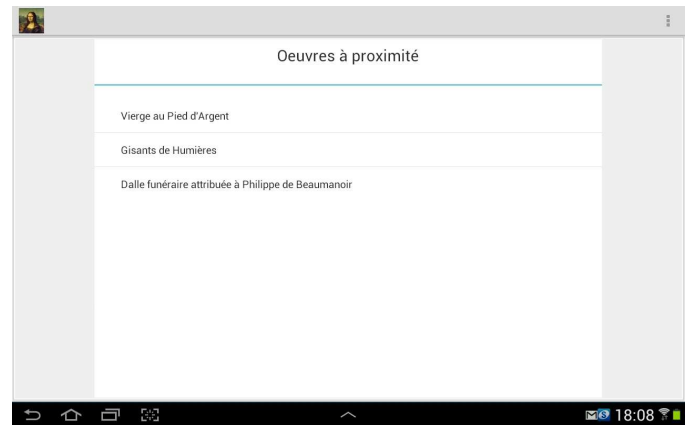 Oeuvres à proximité
Vierge au Pied d'Argent
Gisants de Humières
Dalle funéraire attribuée à Philippe de Beaumanoir
18:08